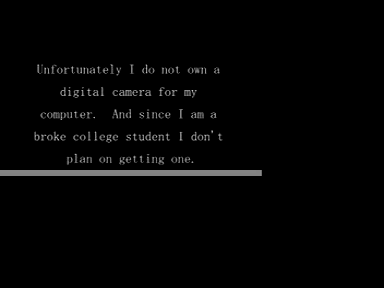 Unfortunately I do not own a
digital camera for my
computer.  And since I am a
broke college student I don't
plan on getting one.